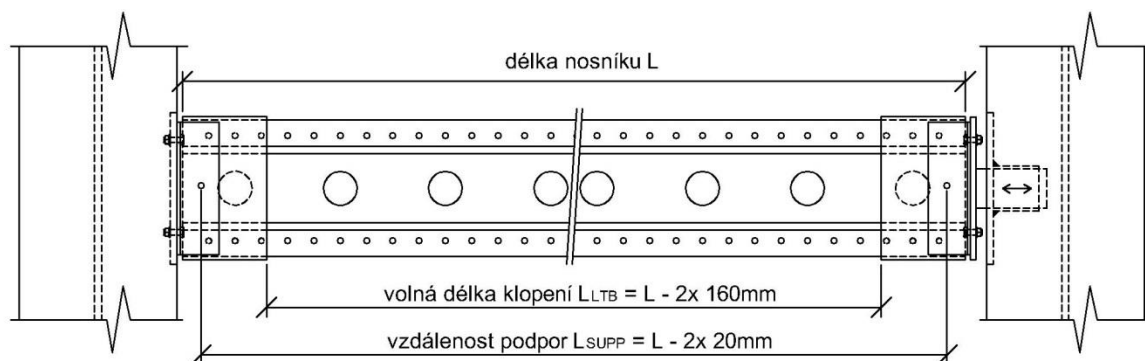 délka nosníku L
volná délka klopení LLTB = L - 2x 160mm
vzdálenost podpor LSUPP = L - 2x 20mm